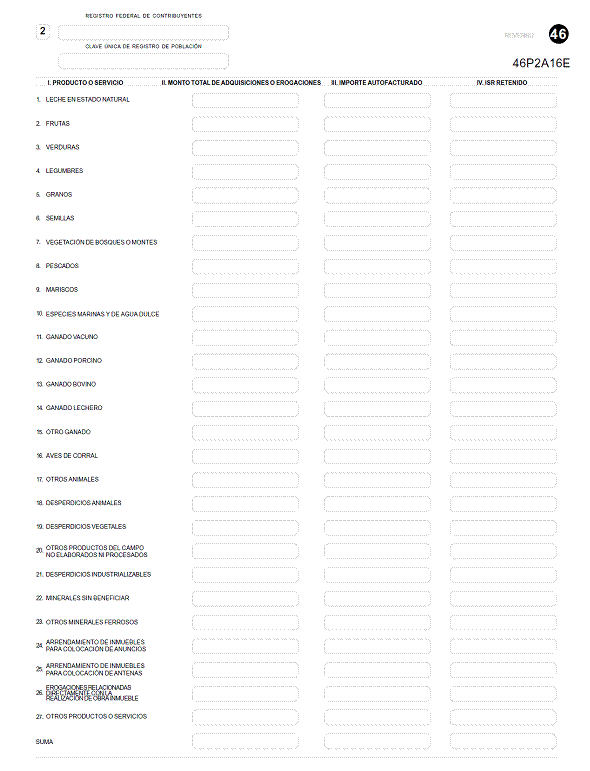 REGISTRO FEDERAL DE CONTRIBUYENTES
2
CLAVE ÚNICA DE REGISTRO DE POBLACIÓN
REVERSO 46
46P2A16E
I. PRODUCTO O SERVICIO II. MONTO TOTAL DE ADQUISICIONES O EROGACIONES III. IMPORTE AUTOFACTURADO IV. ISR RETENIDO
1. LECHE EN ESTADO NATURAL
2. FRUTAS
3. VERDURAS
4. LEGUMBRES
5. GRANOS
6. SEMILLAS
7. VEGETACIÓN DE BOSQUES O MONTES
8. PESCADOS
9. MARISCOS
10. ESPECIES MARINAS Y DE AGUA DULCE
11. GANADO VACUNO
12. GANADO PORCINO
13. GANADO BOVINO
14. GANADO LECHERO
15. OTRO GANADO
16. AVES DE CORRAL
17. OTROS ANIMALES
18. DESPERDICIOS ANIMALES
19. DESPERDICIOS VEGETALES
20. OTROS PRODUCTOS DEL CAMPO
NO ELABORADOS NI PROCESADOS
21. DESPERDICIOS INDUSTRIALIZABLES
22. MINERALES SIN BENEFICIAR
23. OTROS MINERALES FERROSOS
24. ARRENDAMIENTO DE INMUEBLES
PARA COLOCACIÓN DE ANUNCIOS
25. ARRENDAMIENTO DE INMUEBLES
PARA COLOCACIÓN DE ANTENAS
26. EROGACIONES RELACIONADAS
DIRECTAMENTE CON LA
REALIZACIÓN DE OBRA INMUEBLE
27. OTROS PRODUCTOS O SERVICIOS
SUMA